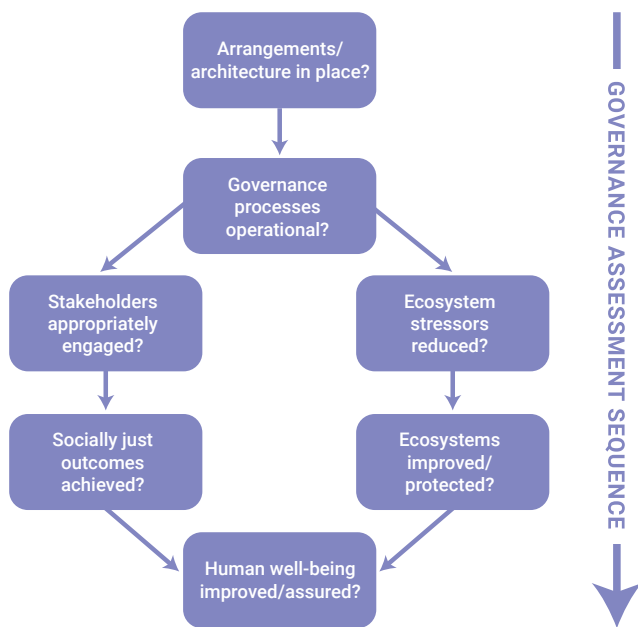 Arrangements/
architecture in place?
Governance
processes
operational?
Stakeholders
appropriately
engaged?
Ecosystem
stressors
reduced?
Socially just
outcomes
achieved?
Ecosystems
improved/
protected?
Human well-being
improved/assured?
GOVERNANCE ASSESSMENT SEQUENCE